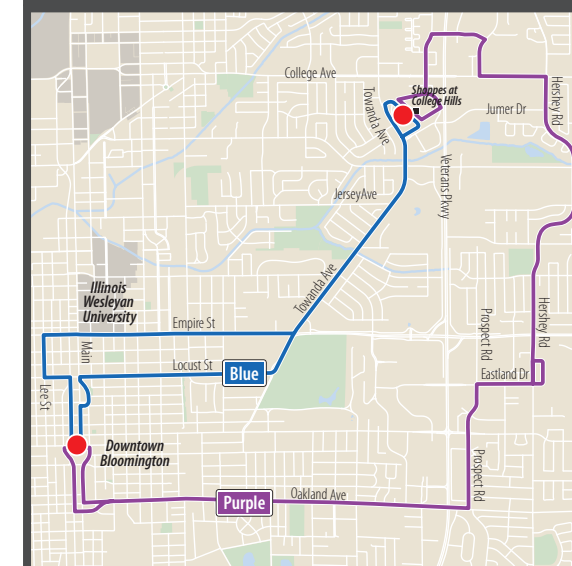 College Ave
Shoppes at
College Hills
Towanda Ave
Jumer Dr
Hershey Rd
Veterans Pkwy
JerseyAve
Illinois
Wesleyan
University
Towanda Ave
Empire St
Main
Locust St
Blue
Prospect Rd
Hershey Rd
Eastland Dr
Lee St
Downtown
Bloomington
Prospect Rd
Purple
Oakland Ave